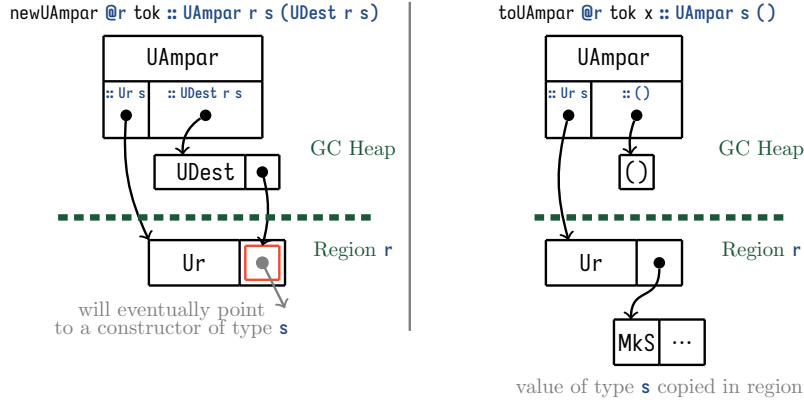 newUAmpar @r tok :: UAmpar r s (UDest r s)
UAmpar
:: Ur s
:: UDest r s
GC Heap
UDest
Region r
Ur
will eventually point
to a constructor of type s
toUAmpar @r tok x :: UAmpar s ()
UAmpar
:: Ur s
:: ()
GC Heap
()
Region r
Ur
MkS
...
value of type s copied in region